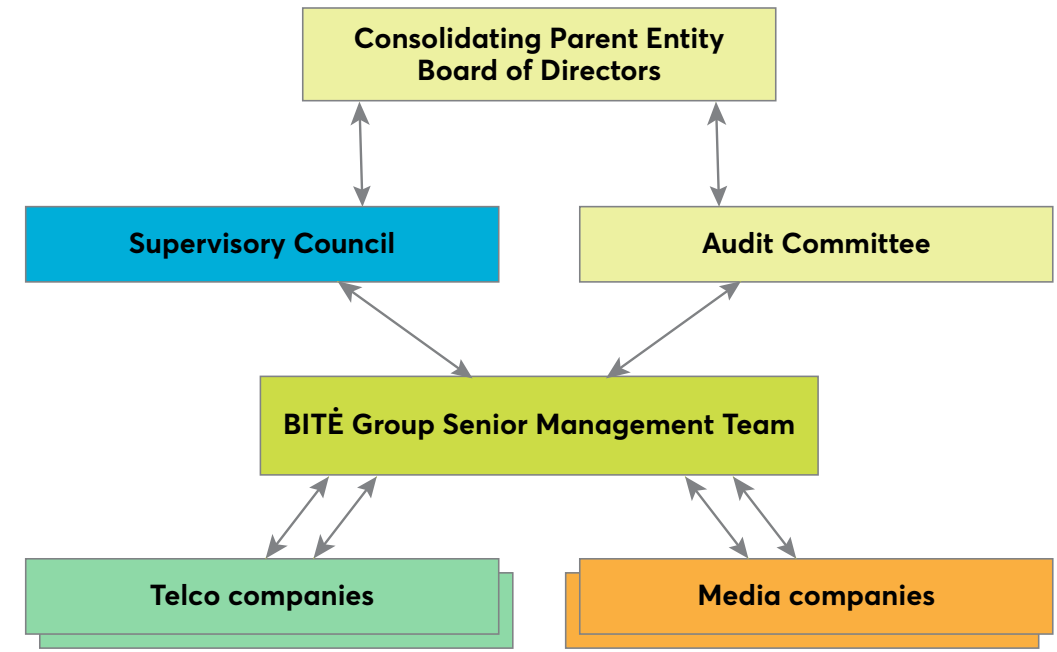 Consolidating Parent Entity
Board of Directors
Supervisory Council
Audit Committee
BITĖ Group Senior Management Team
Telco companies
Media companies